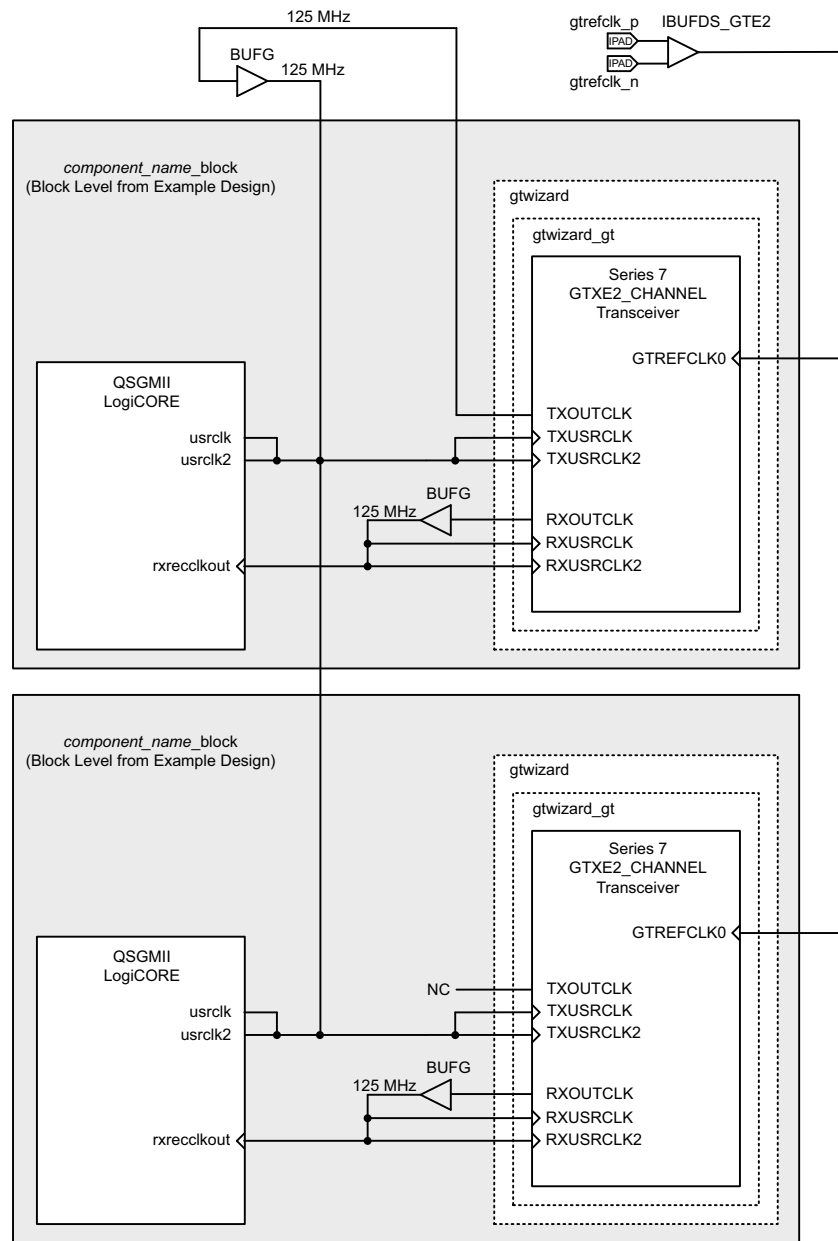 125 MHz
gtrefclk_p
IBUFDS_GTE2
BUFG
125 MHz
IPAD
IPAD
gtrefclk_n
component_name_block
(Block Level from Example Design)
gtwizard
gtwizard_gt
Series 7
GTXE2_CHANNEL
Transceiver
GTREFCLK0
QSGMII
LogiCORE
TXOUTCLK
usrclk
TXUSRCLK
usrclk2
TXUSRCLK2
BUFG
125 MHz
RXOUTCLK
RXUSRCLK
rxrecclkout
RXUSRCLK2
component_name_block
(Block Level from Example Design)
gtwizard
gtwizard_gt
Series 7
GTXE2_CHANNEL
Transceiver
GTREFCLK0
QSGMII
LogiCORE
NC
TXOUTCLK
usrclk
TXUSRCLK
usrclk2
TXUSRCLK2
BUFG
125 MHz
RXOUTCLK
RXUSRCLK
rxrecclkout
RXUSRCLK2